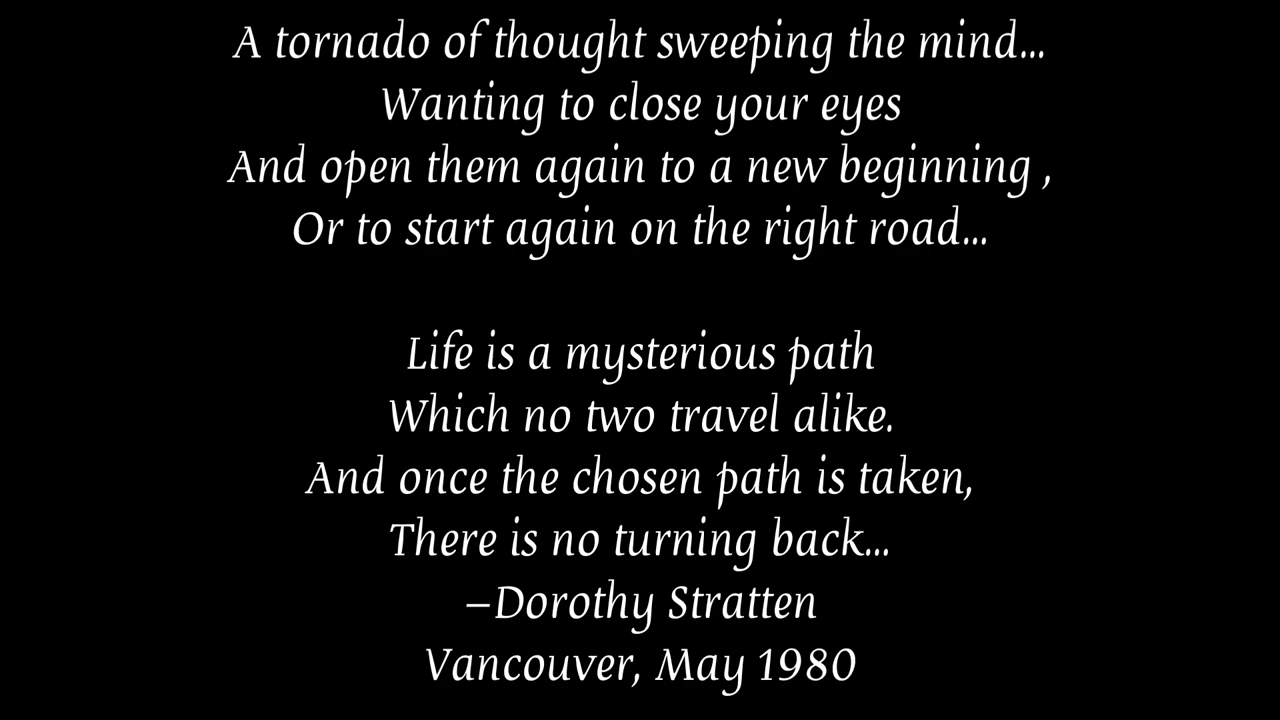 A tornado of thought sweeping the mind...
Wanting to close your eyes
And open them again to a new beginning ,
Or to start again on the right road...
Life is a mysterious path
Which no two travel alike.
And once the chosen path is taken,
There is no turning back...
–Dorothy Stratten
Vancouver, May 1980